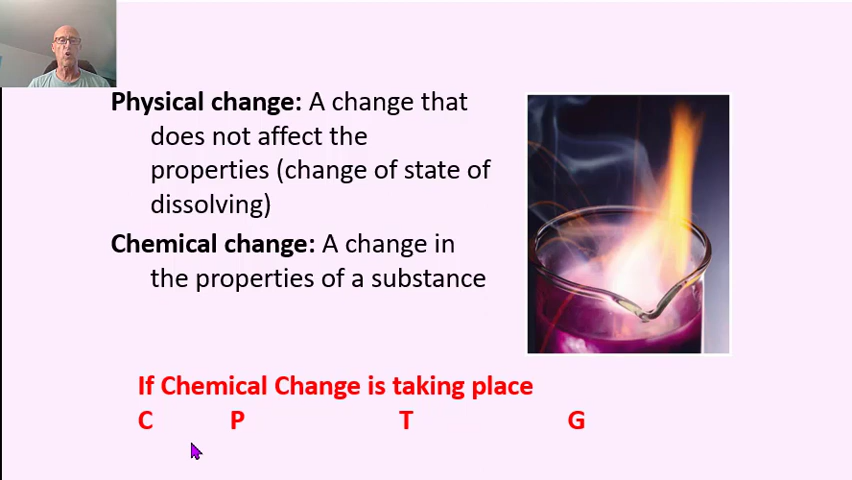 Physical change: A change that
does not affect the
properties (change of state of
dissolving)
Chemical change: A change in
the properties of a substance
If Chemical Change is taking place
C P T G